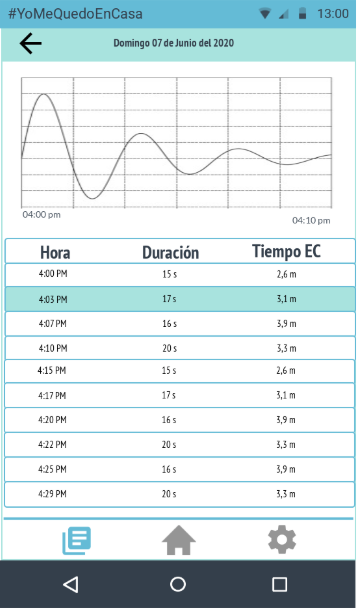 #YoMeQuedoEnCasa 13:00
Domingo 07 de Junio del 2020
04:00 pm
04:10 pm
Hora Duración Tiempo EC
4:00 PM 15 s 2,6 m
4:03 PM 17 s 3,1 m
4:07 PM 16 s 3,9 m
4:10 PM 20 s 3,3 m
4:15 PM 15 s 2,6 m
4:17 PM 17 s 3,1 m
4:20 PM 16 s 3,9 m
4:22 PM 20 s 3,3 m
4:25 PM 16 s 3,9 m
4:29 PM 20 s 3,3 m